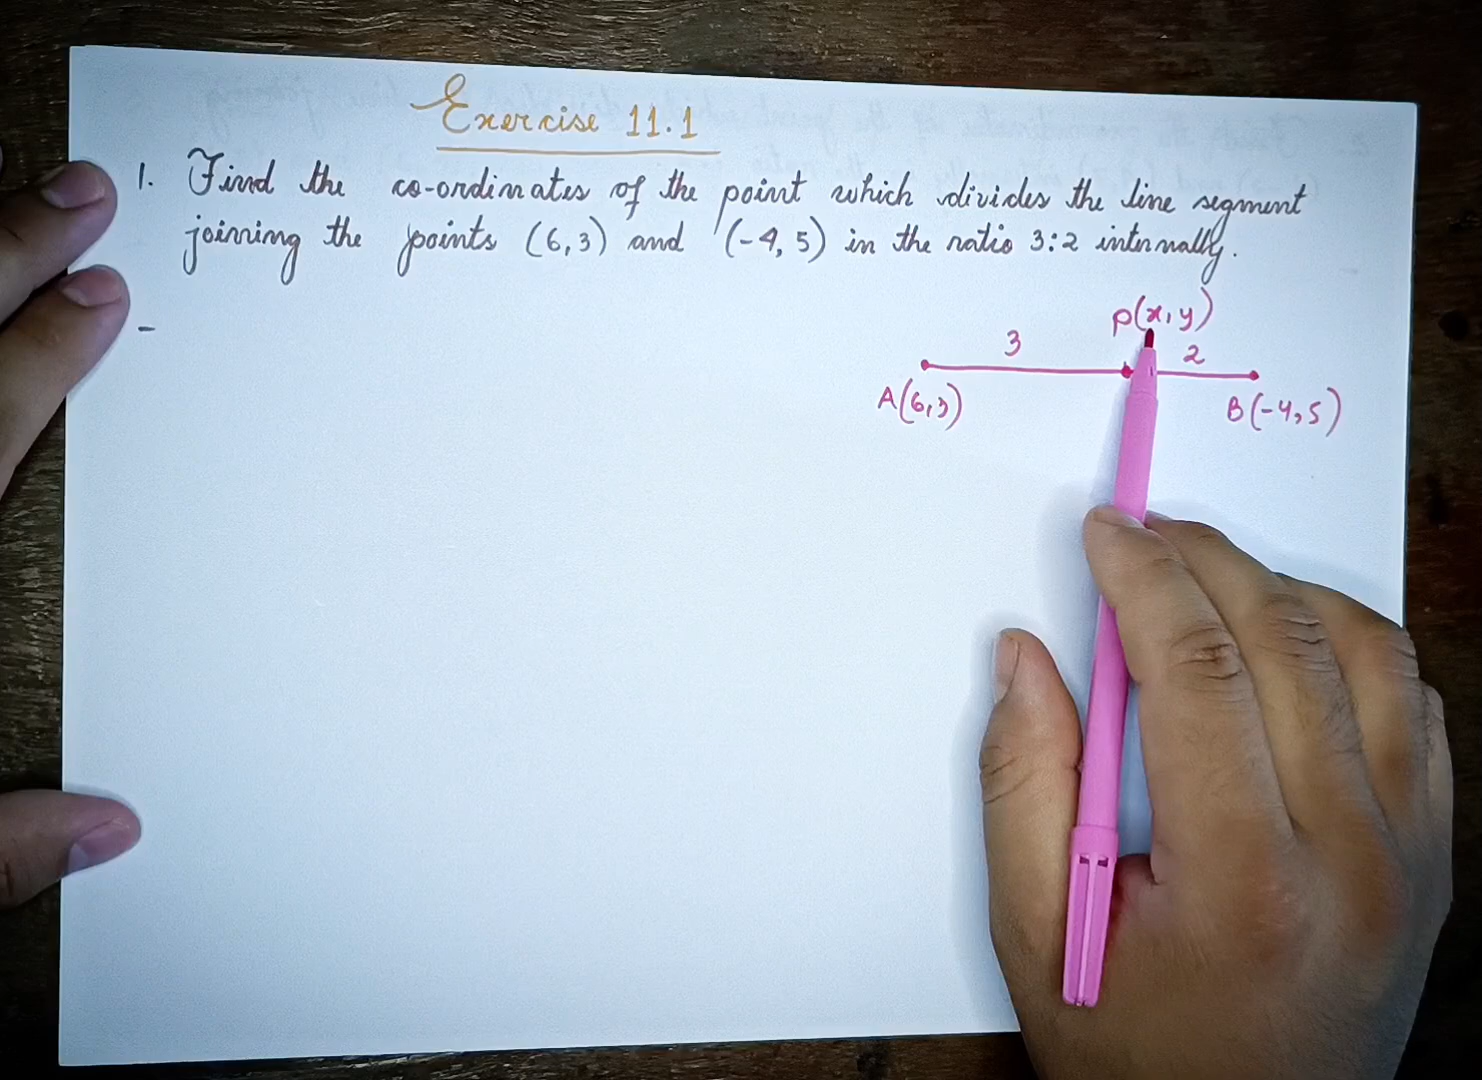 Exercise 11.1
1. Find the co-ordinates of the point which divides the line segment
joining the points (6,3) and (-4, 5) in the ratio 3:2 internally.
-
P(x, y)
3 2
A(6,3) B(-4,5)